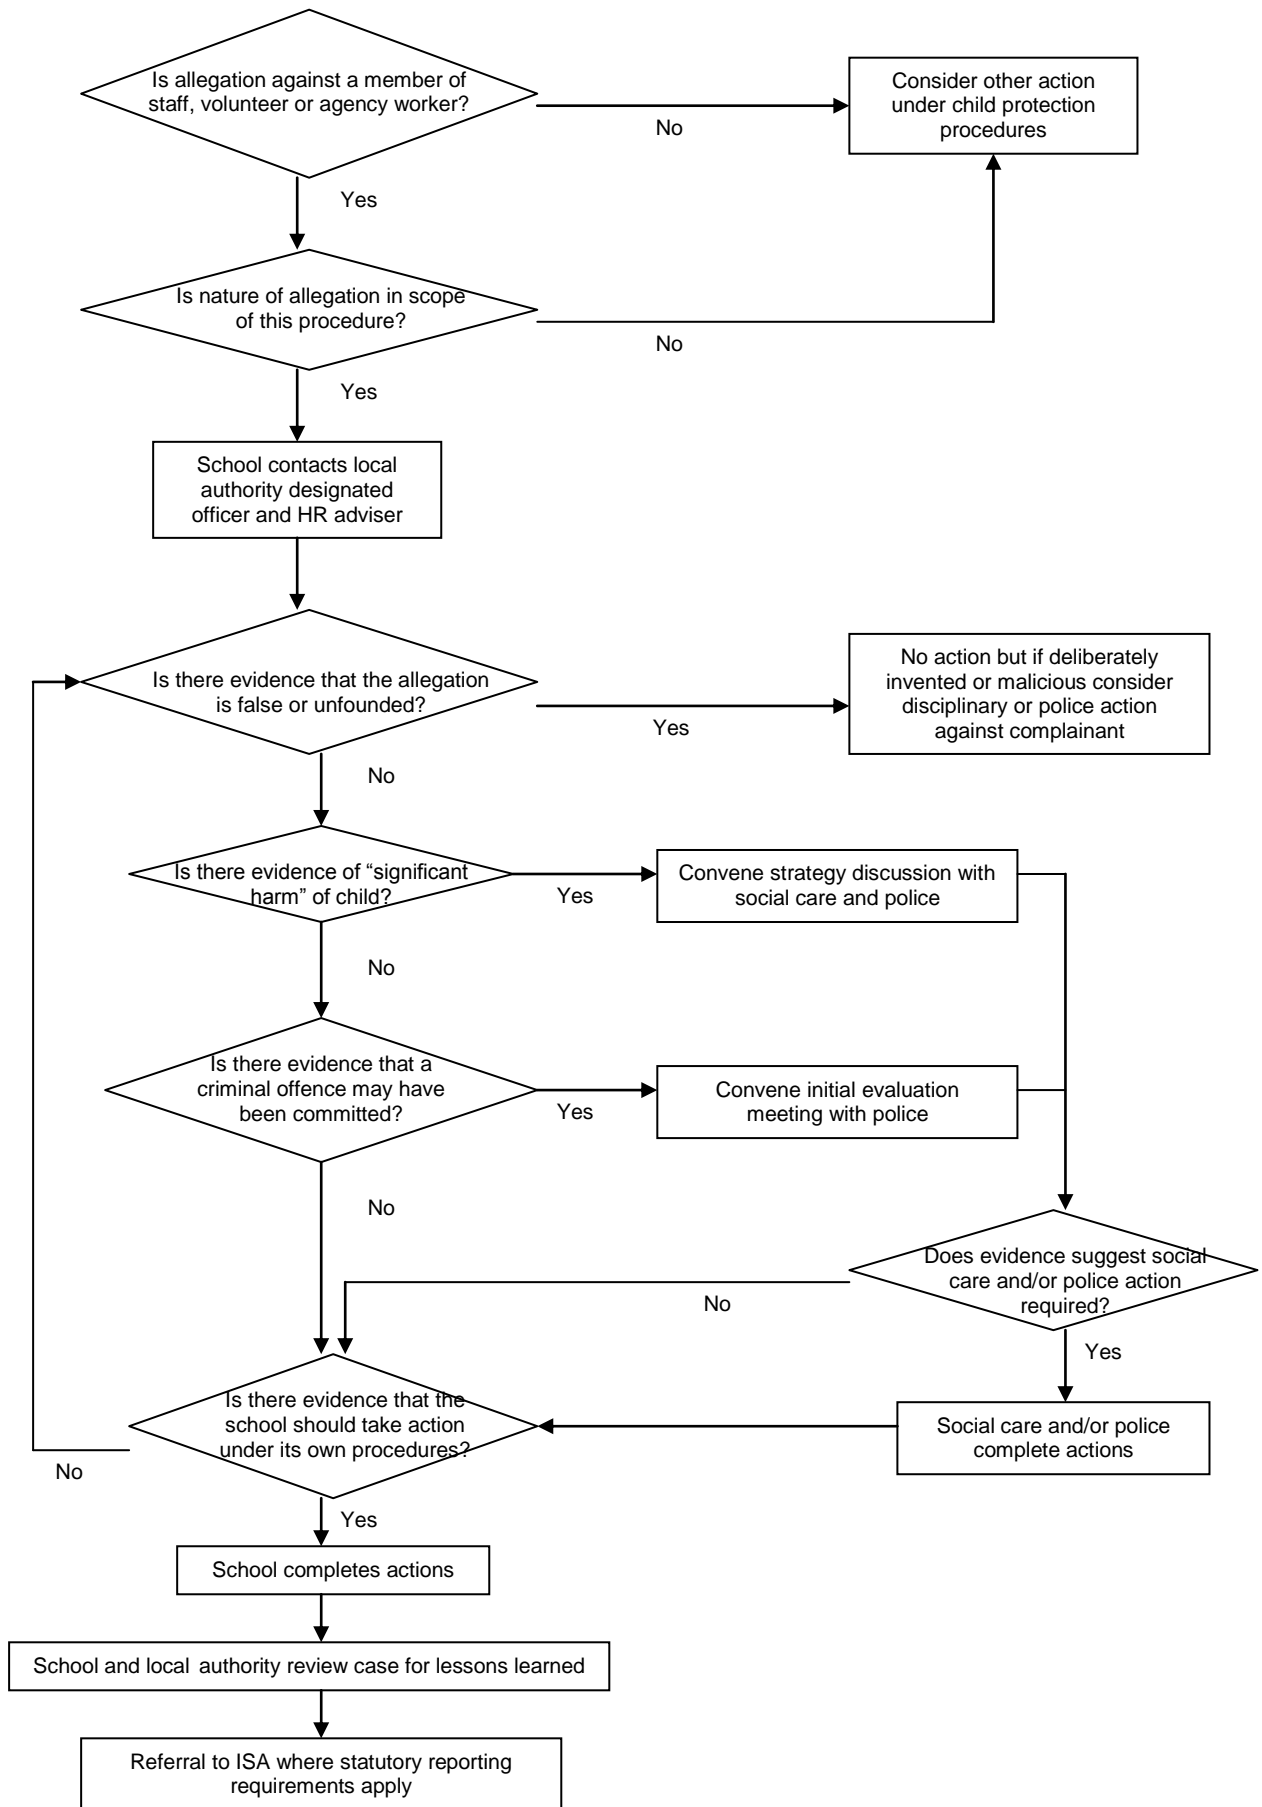 Is allegation against a member of
staff, volunteer or agency worker?
Consider other action
under child protection
procedures
No
Yes
Is nature of allegation in scope
of this procedure?
No
Yes
School contacts local
authority designated
officer and HR adviser
Is there evidence that the allegation
is false or unfounded?
No action but if deliberately
invented or malicious consider
disciplinary or police action
against complainant
Yes
No
Is there evidence of “significant
harm” of child?
Yes
Convene strategy discussion with
social care and police
No
Is there evidence that a
criminal offence may have
been committed?
Yes
Convene initial evaluation
meeting with police
No
Does evidence suggest social
care and/or police action
required?
No
Yes
Is there evidence that the
school should take action
under its own procedures?
Social care and/or police
complete actions
No
Yes
School completes actions
School and local authority review case for lessons learned
Referral to ISA where statutory reporting
requirements apply